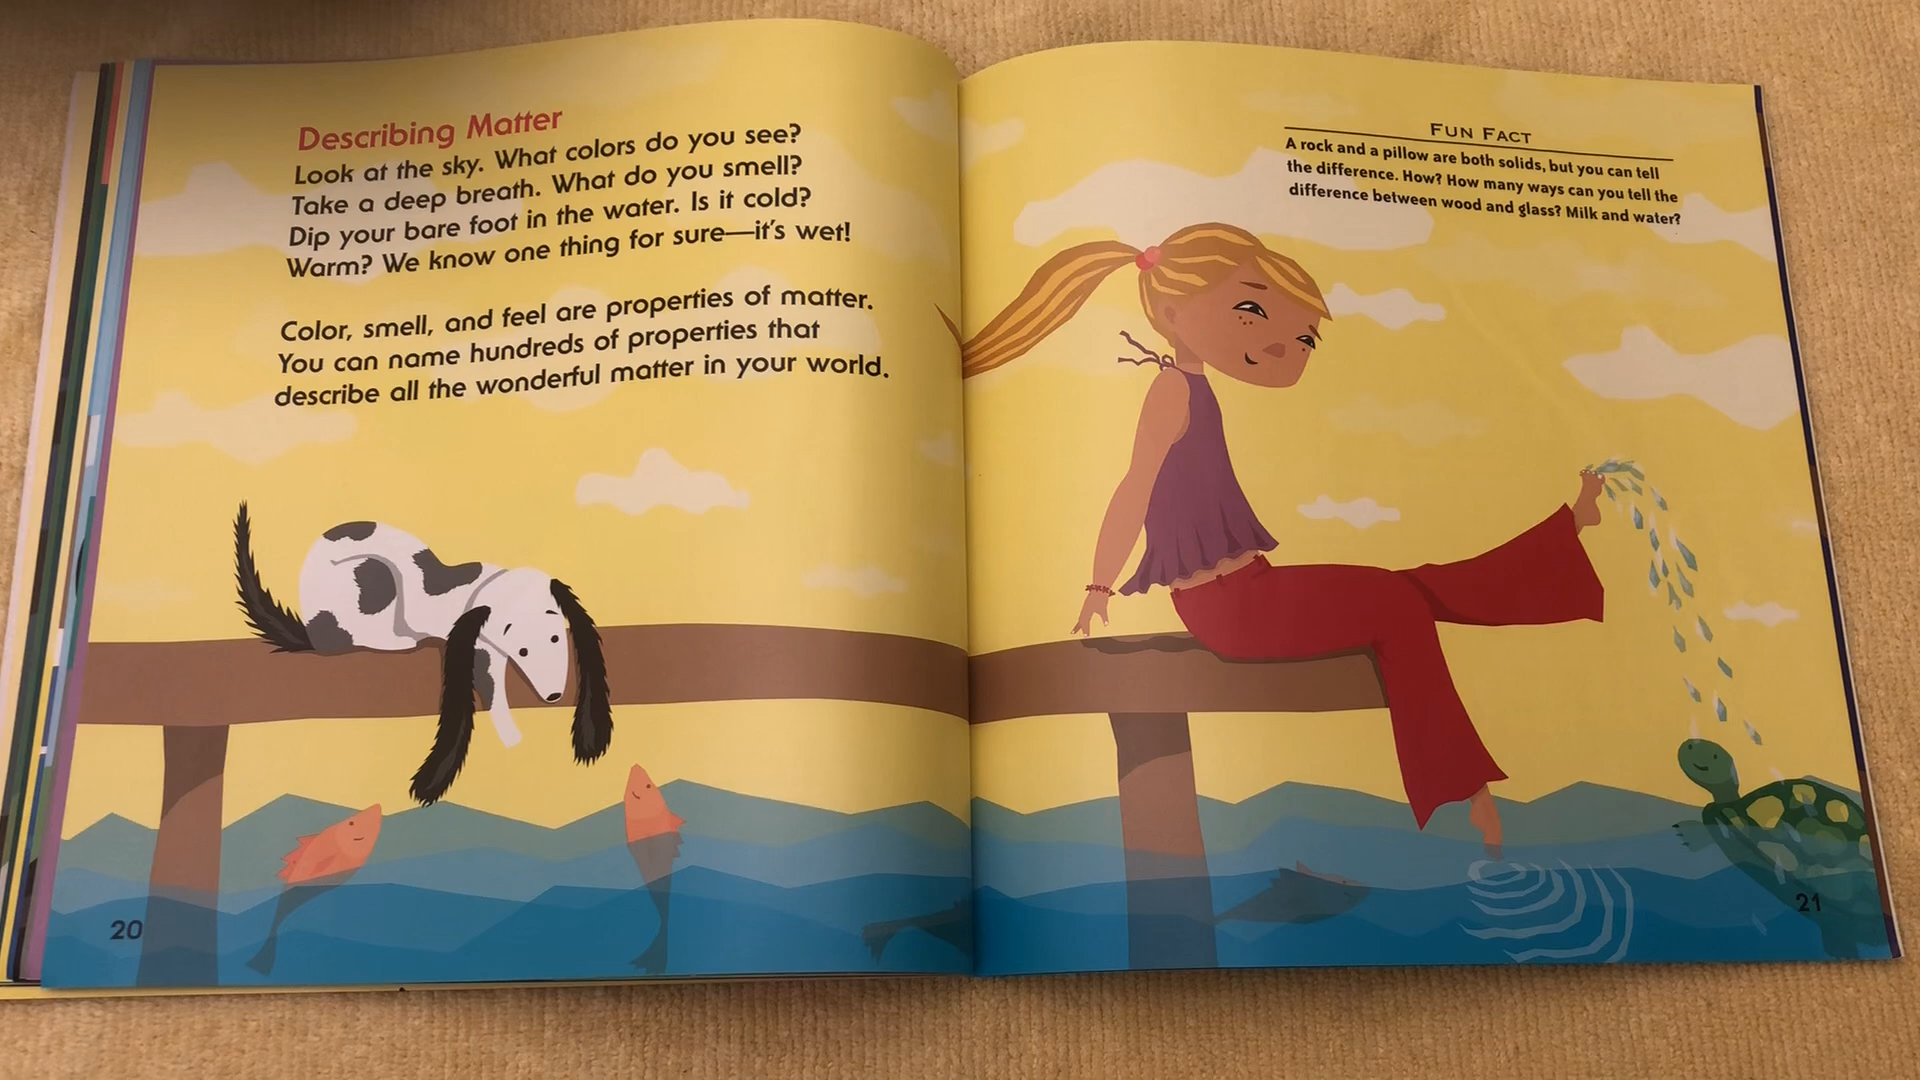 Describing Matter
Look at the sky. What colors do you see?
Take a deep breath. What do you smell?
Dip your bare foot in the water. Is it cold?
Warm? We know one thing for sure—it's wet!
Color, smell, and feel are properties of matter.
You can name hundreds of properties that
describe all the wonderful matter in your world.
20
FUN FACT
A rock and a pillow are both solids, but you can tell
the difference. How? How many ways can you tell the
difference between wood and glass? Milk and water?
21